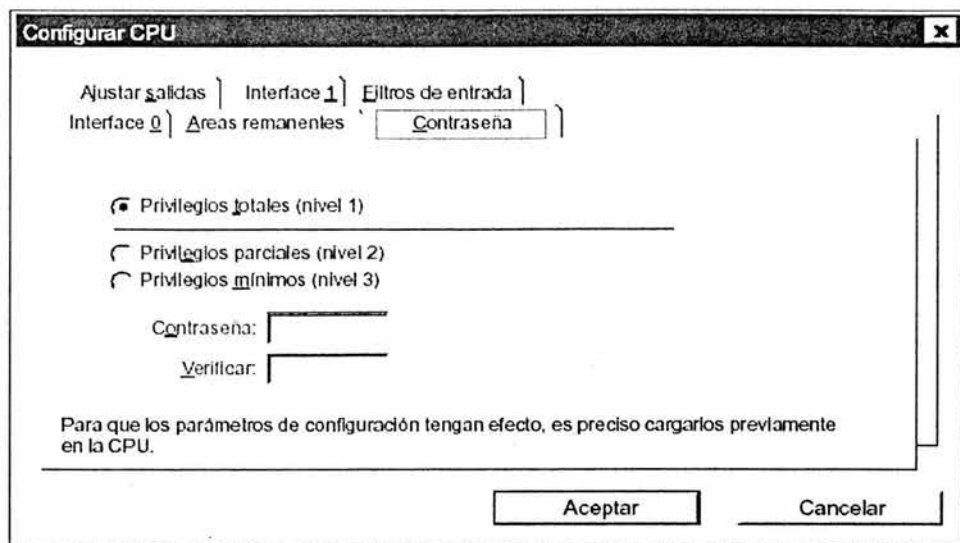 Configurar CPU
Ajustar salidas Interface 1 Filtros de entrada
Interface 0 Areas remanentes Contraseña
Privilegios totales (nivel 1)
Privilegios parciales (nivel 2)
Privilegios mínimos (nivel 3)
Contraseña:
Verificar:
Para que los parámetros de configuración tengan efecto, es preciso cargarlos previamente
en la CPU.
Aceptar Cancelar